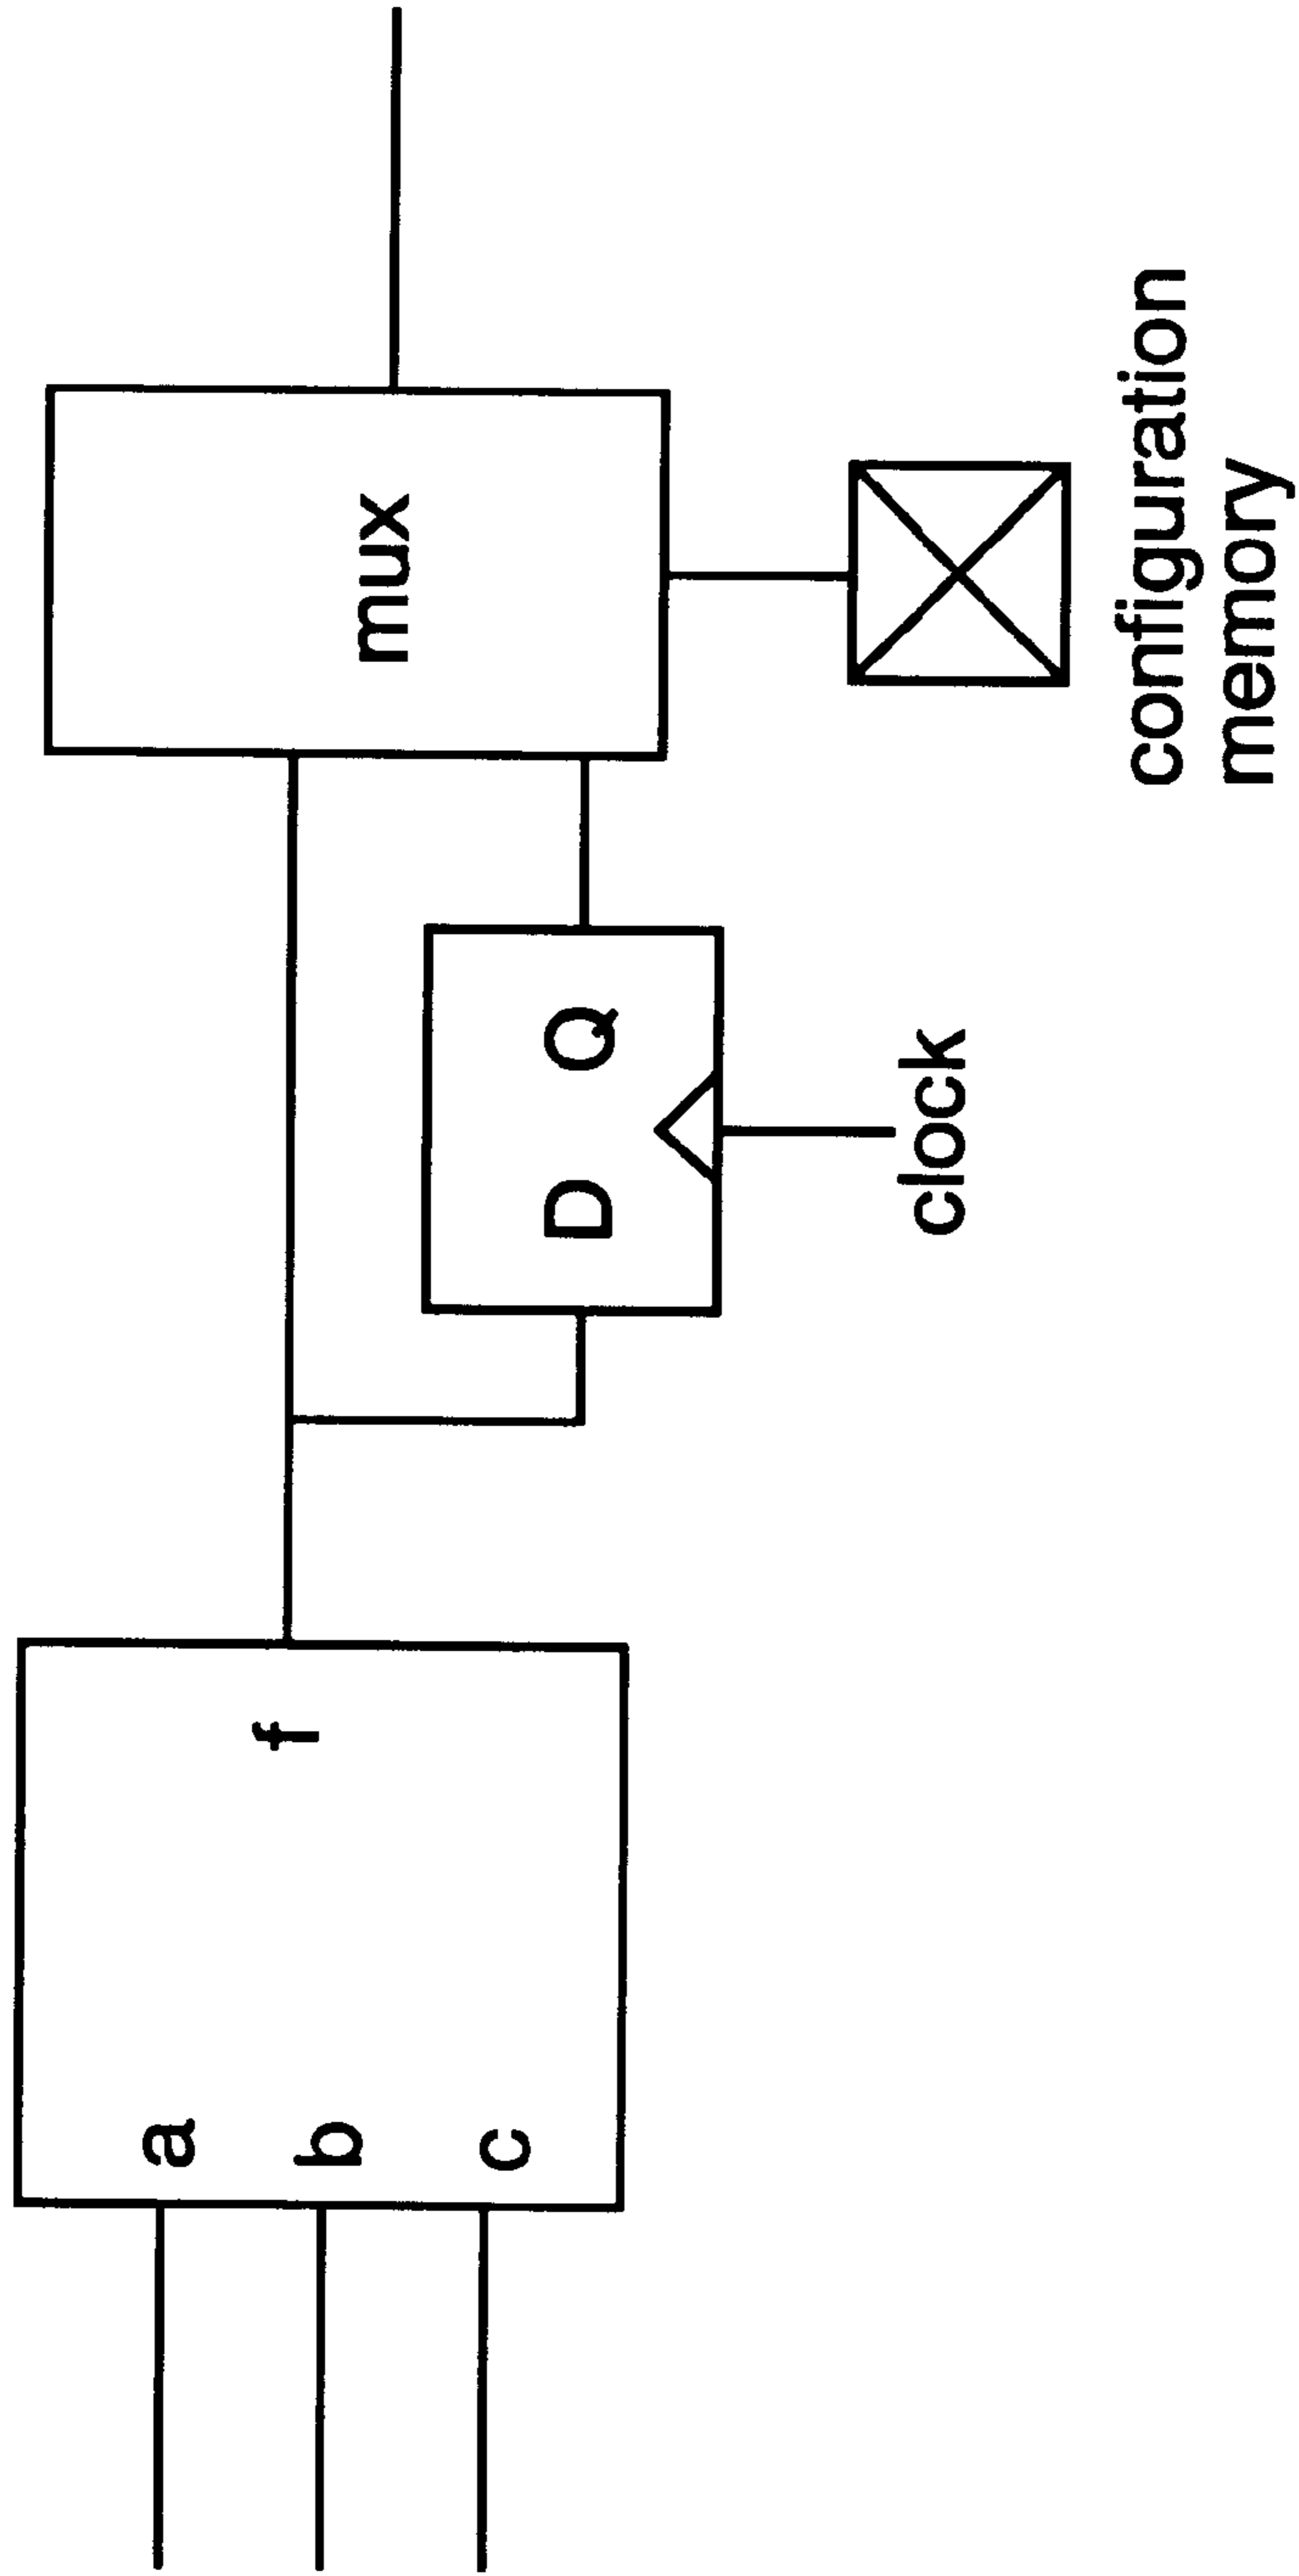 a
b
c
f
D Q
clock
mux
configuration
memory